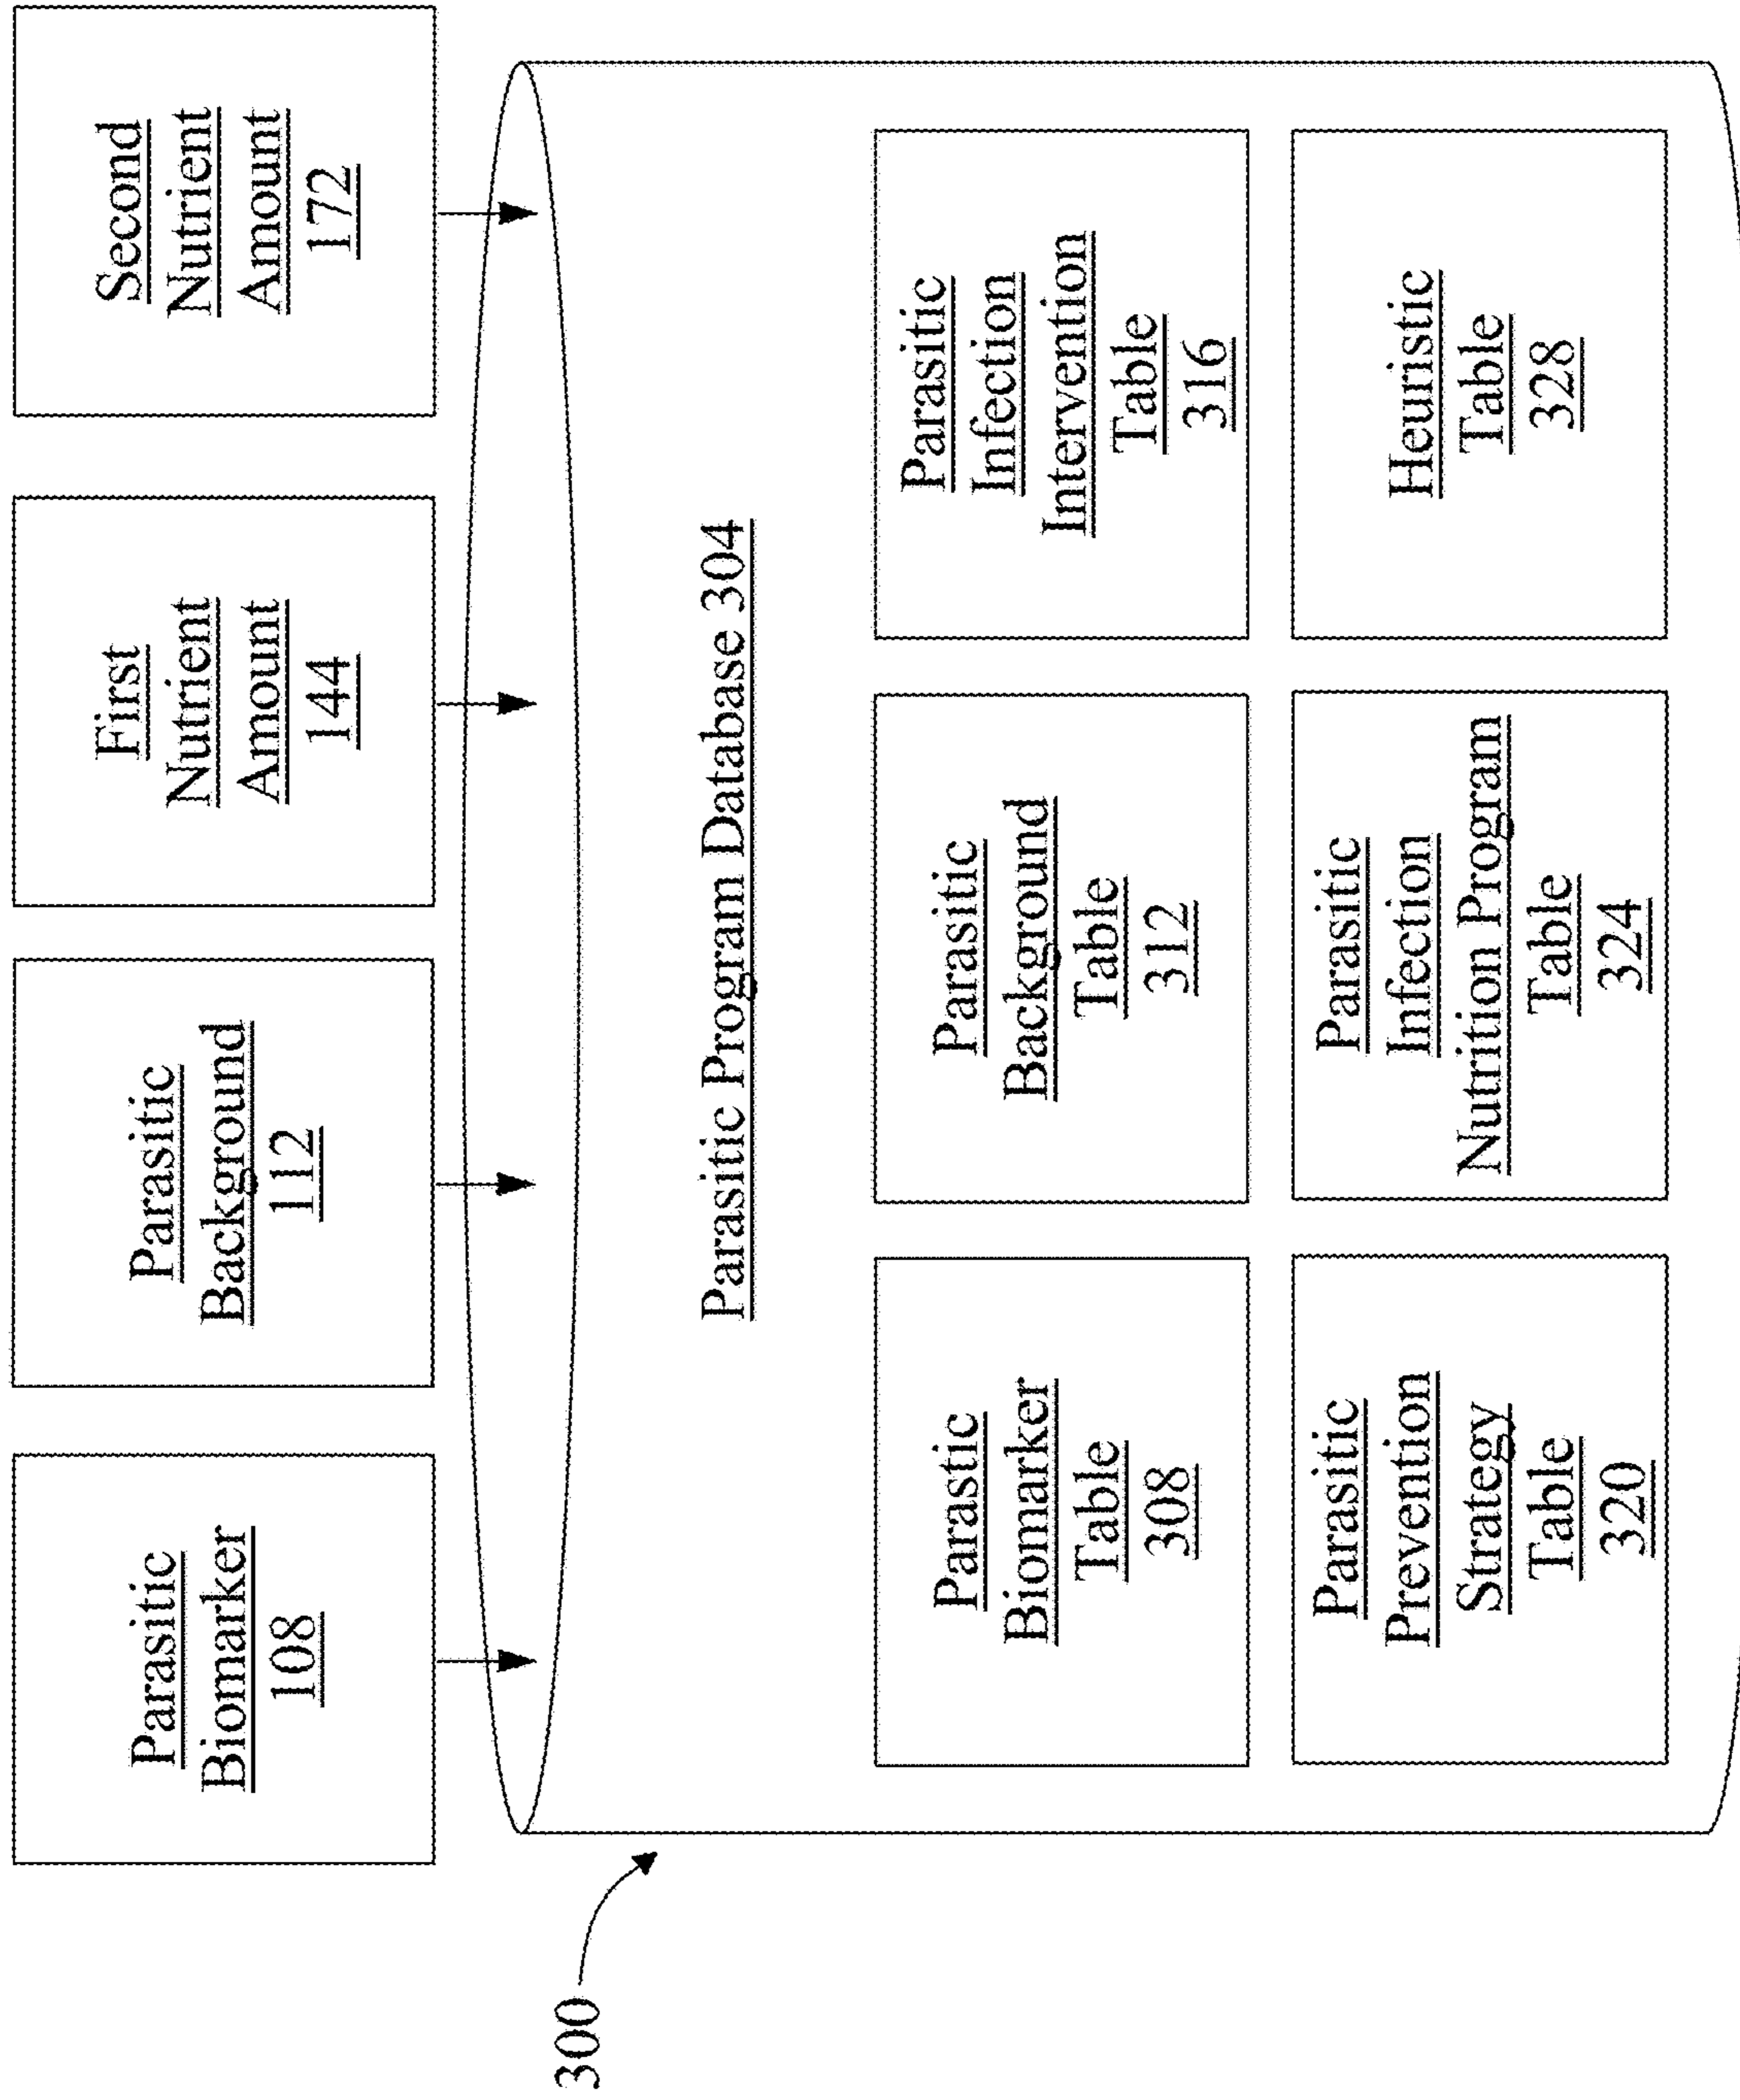 Parasitic
Biomarker
108
Parasitic
Background
112
First
Nutrient
Amount
144
Second
Nutrient
Amount
172
300
Parasitic Program Database 304
Parastic
Biomarker
Table
308
Parasitic
Background
Table
312
Parasitic
Infection
Intervention
Table
316
Parasitic
Prevention
Strategy
Table
320
Parasitic
Infection
Nutrition Program
Table
324
Heuristic
Table
328